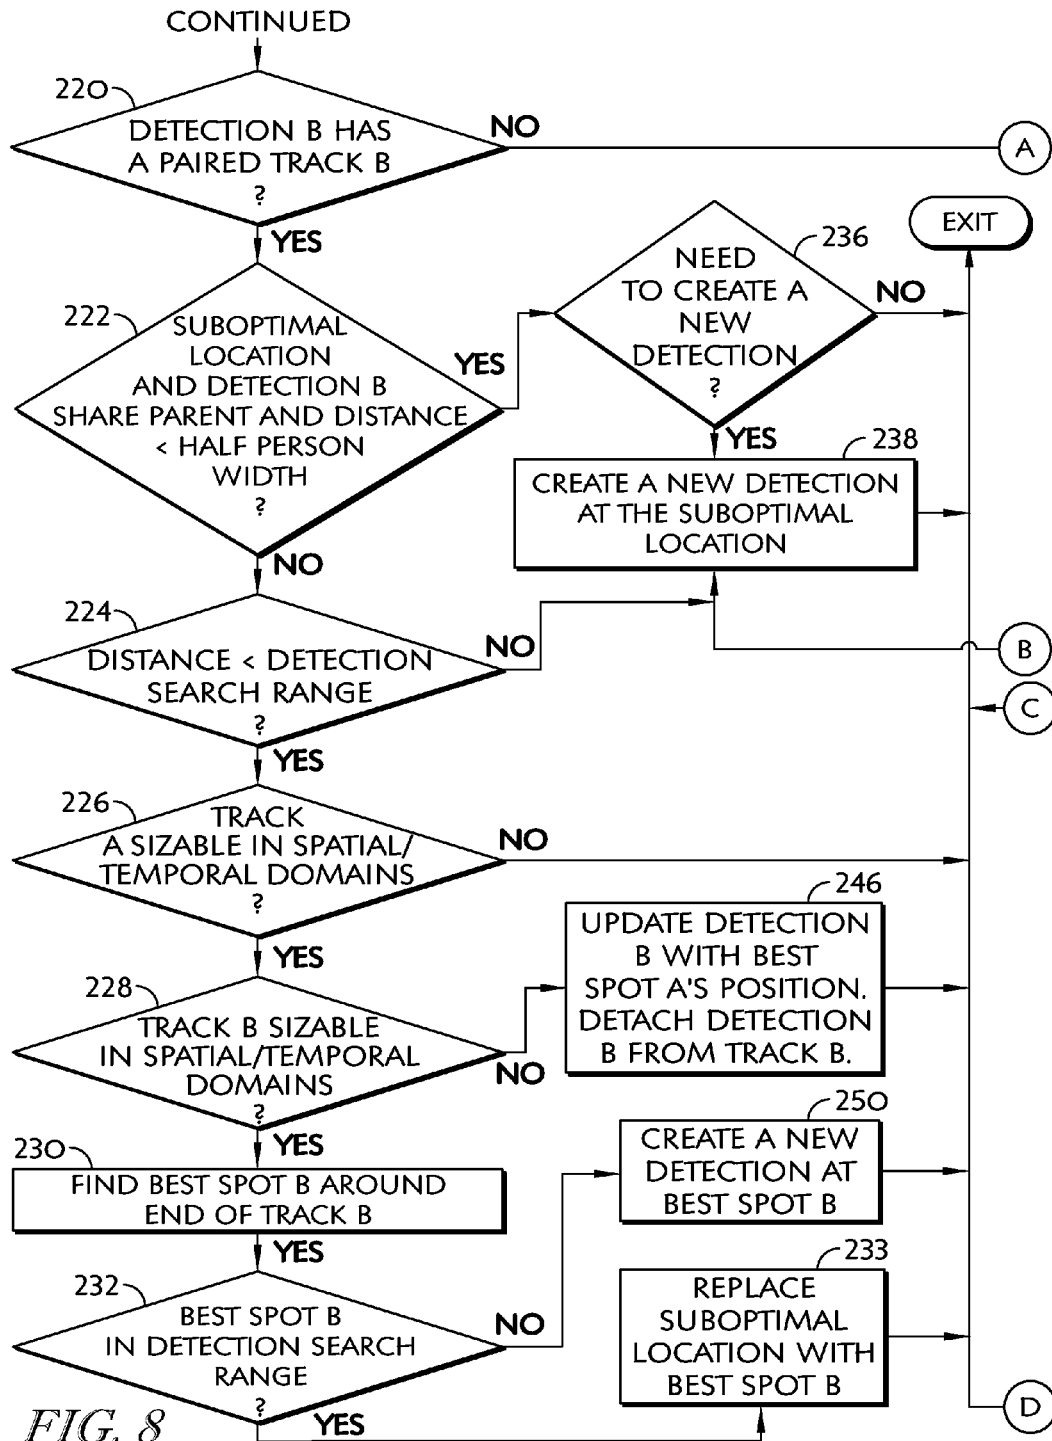 CONTINUED
220
DETECTION B HAS
A PAIRED TRACK B
?
NO
A
YES
EXIT
236
NEED
TO CREATE A
NEW
DETECTION
?
NO
222
SUBOPTIMAL
LOCATION
AND DETECTION B
SHARE PARENT AND DISTANCE
< HALF PERSON
WIDTH
?
YES
YES
238
CREATE A NEW DETECTION
AT THE SUBOPTIMAL
LOCATION
NO
224
DISTANCE < DETECTION
SEARCH RANGE
?
NO
B
C
YES
226
TRACK
A SIZABLE IN SPATIAL/
TEMPORAL DOMAINS
?
NO
YES
246
UPDATE DETECTION
B WITH BEST
SPOT A'S POSITION.
DETACH DETECTION
B FROM TRACK B.
228
TRACK B SIZABLE
IN SPATIAL/TEMPORAL
DOMAINS
?
NO
YES
230
FIND BEST SPOT B AROUND
END OF TRACK B
250
CREATE A NEW
DETECTION AT
BEST SPOT B
YES
232
BEST SPOT B
IN DETECTION SEARCH
RANGE
?
NO
233
REPLACE
SUBOPTIMAL
LOCATION WITH
BEST SPOT B
D
YES
FIG. 8